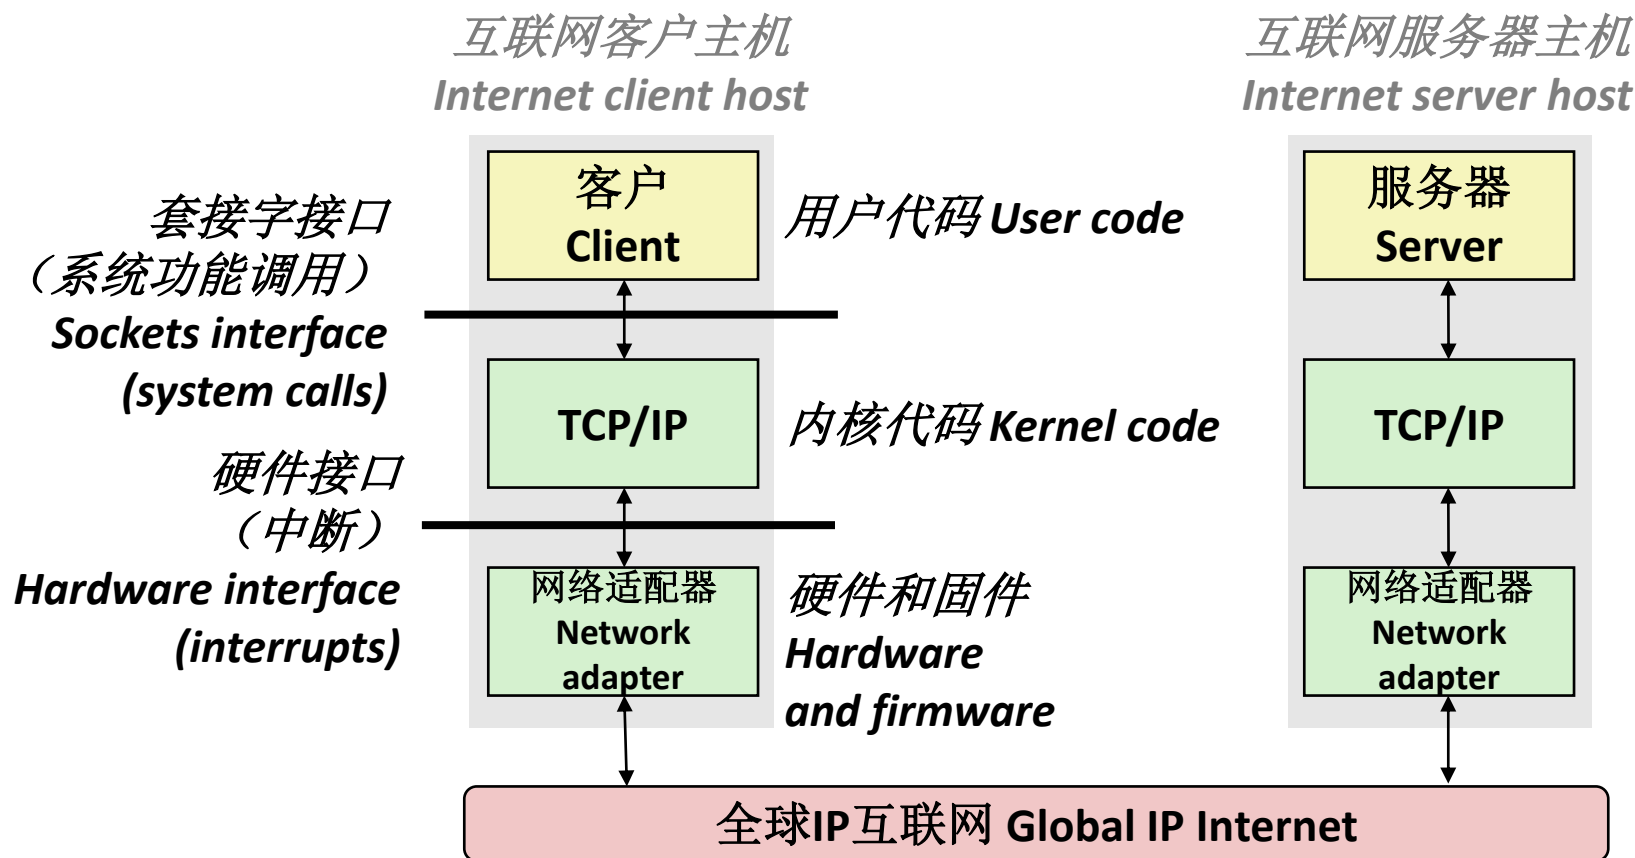 互联网客户主机
Internet client host
互联网服务器主机
Internet server host
客户
Client
服务器
Server
套接字接口
（系统功能调用）
Sockets interface
(system calls)
用户代码 User code
TCP/IP
内核代码 Kernel code
TCP/IP
硬件接口
（中断）
Hardware interface
(interrupts)
网络适配器
Network
adapter
硬件和固件
Hardware
and firmware
网络适配器
Network
adapter
全球IP互联网 Global IP Internet